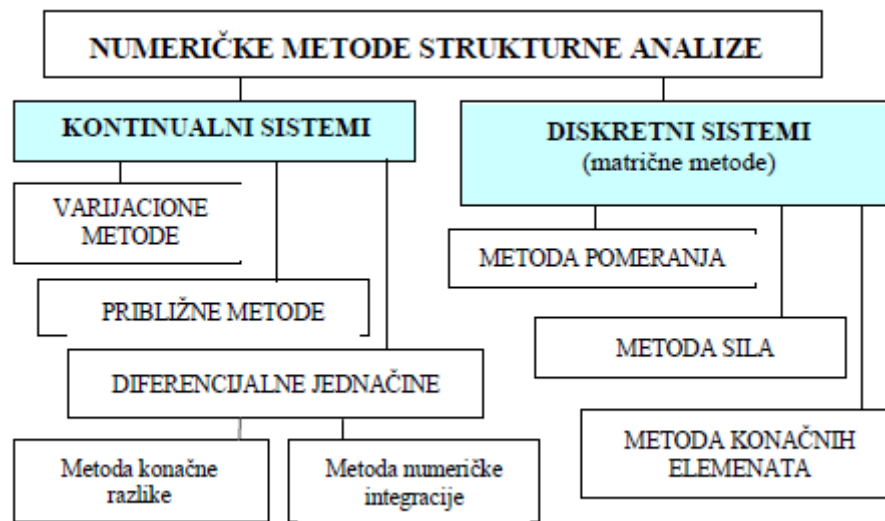 NUMERIČKE METODE STRUKTURNE ANALIZE
KONTINUALNI SISTEMI
VARIJACIONE
METODE
PRIBLIŽNE METODE
DIFERENCIJALNE JEDNAČINE
Metoda konačne
razlike
Metoda numeričke
integracije
DISKRETNI SISTEMI
(matrične metode)
METODA POMERANJA
METODA SILA
METODA KONAČNIH
ELEMENATA